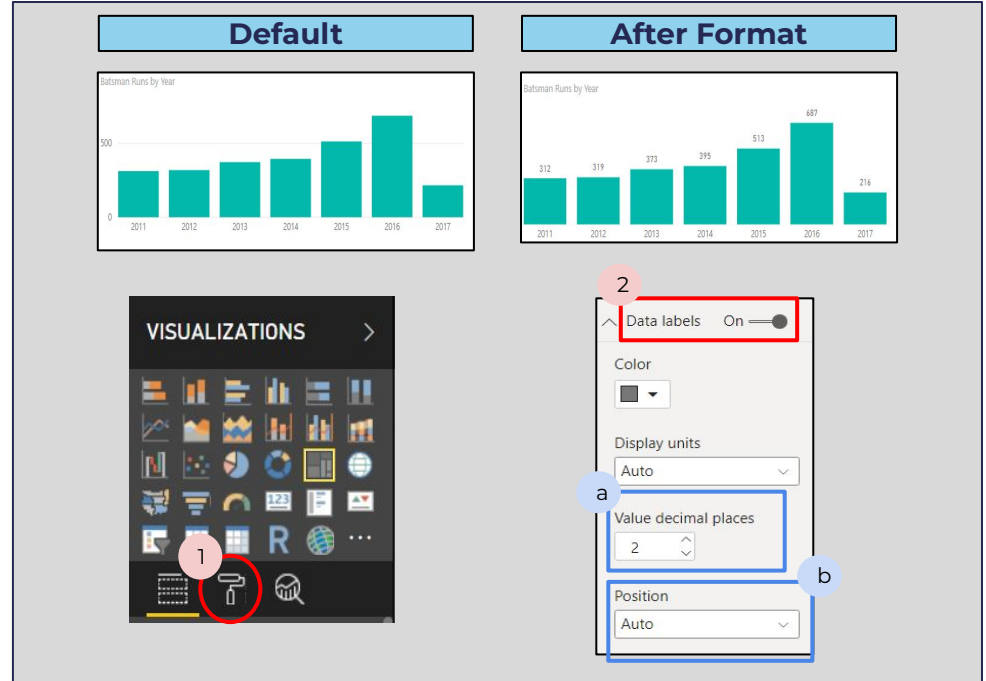 Default
After Format
Batsman Runs by Year
500
0
2011 2012 2013 2014 2015 2016 2017
Batsman Runs by Year
312 319 373 395 513 687 216
2011 2012 2013 2014 2015 2016 2017
VISUALIZATIONS >
123
R
...
1
2
Data labels On
Color
Display units
Auto
a
Value decimal places
2
b
Position
Auto